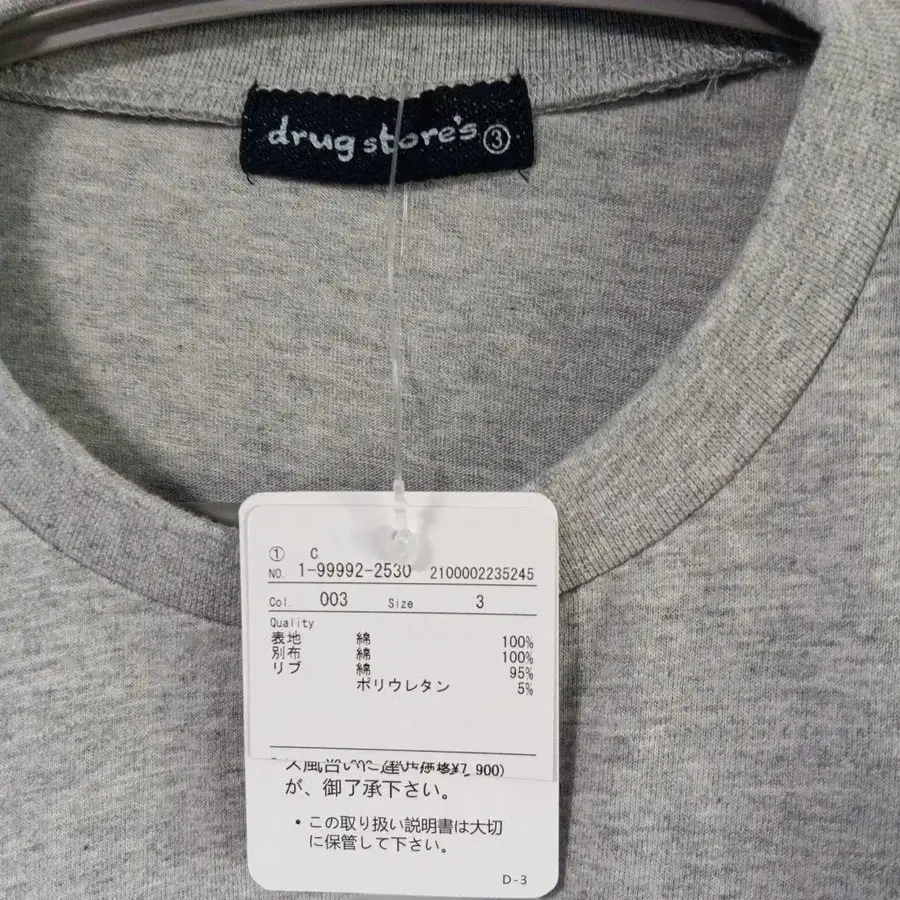 drug store's ③
① C
NO. 1-99992-2530 2100002235245
Col. 003 Size 3
Quality
表地 綿 100%
別布 綿 100%
リブ 綿 95%
ポリウレタン 5%
¥7,900)
が、御了承下さい。
• この取り扱い説明書は大切
に保管して下さい。
D-3